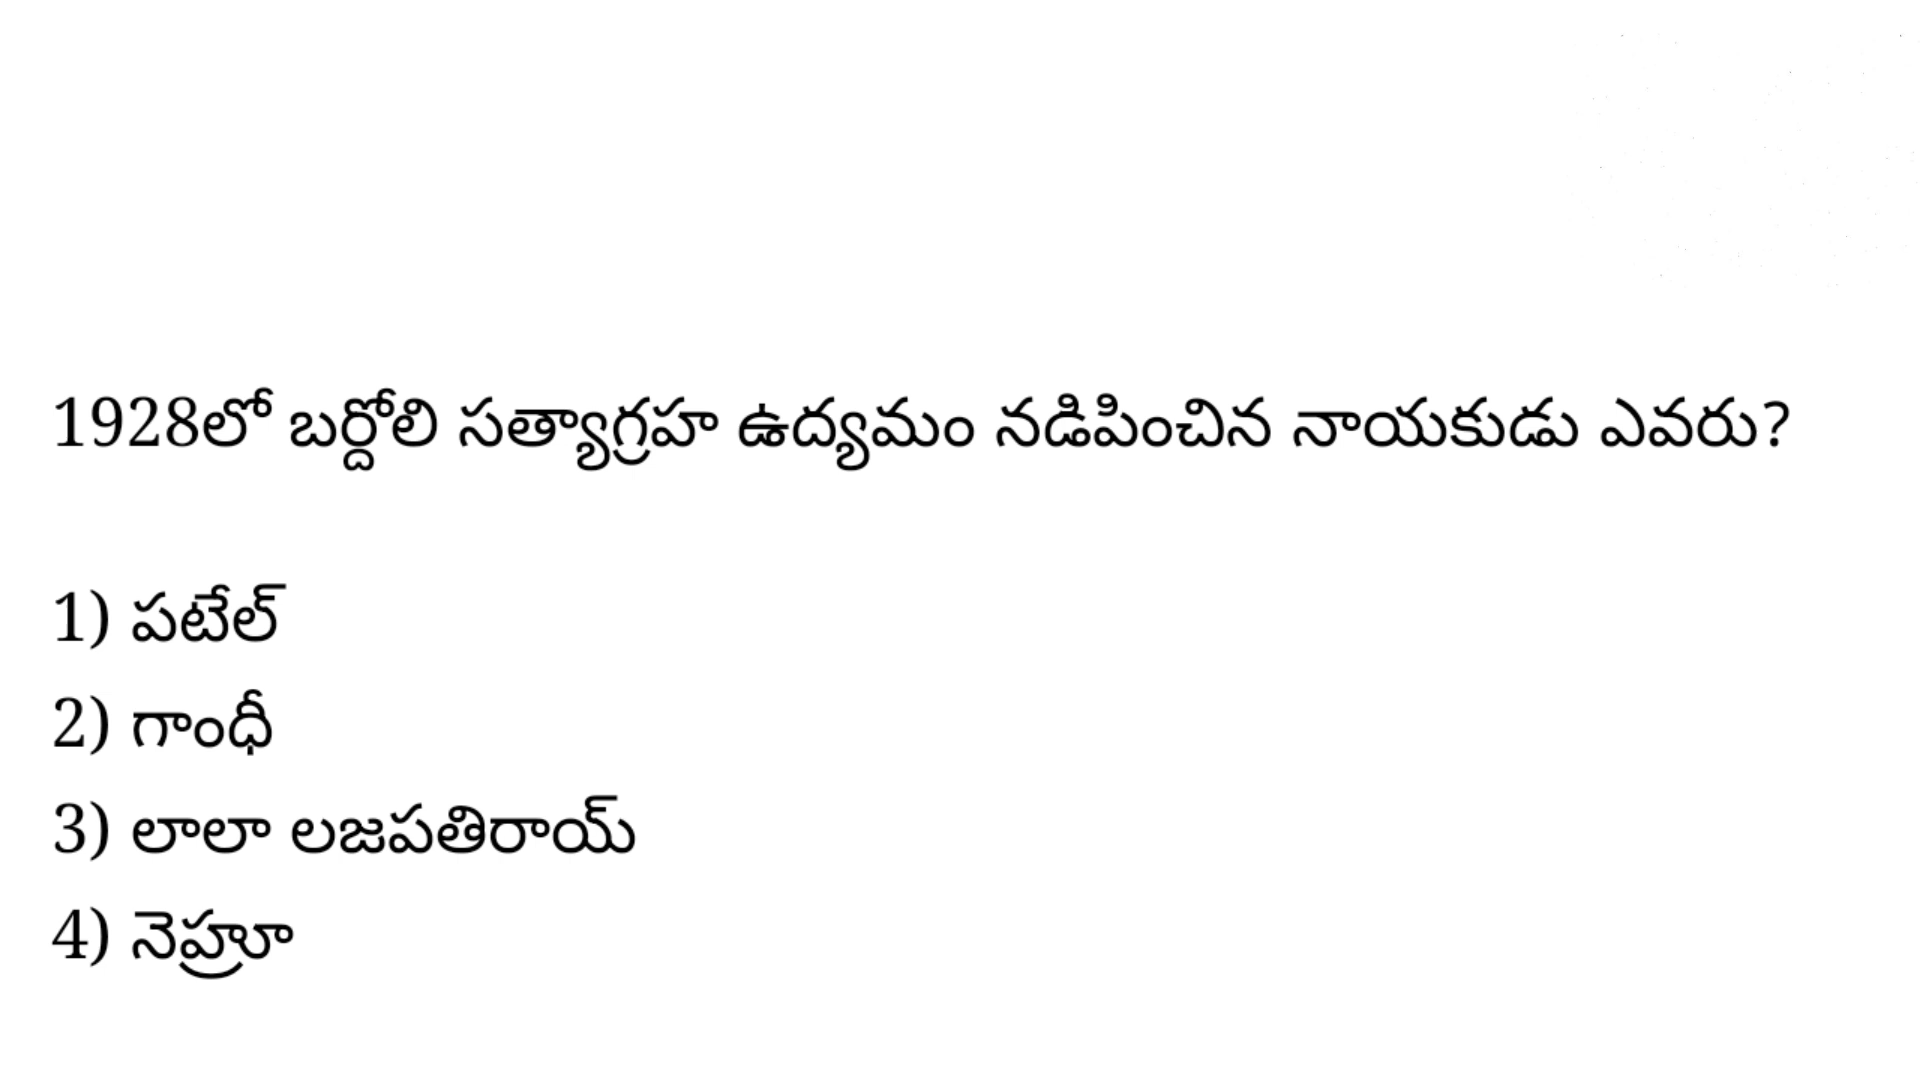 1928లో బర్దోలి సత్యాగ్రహ ఉద్యమం నడిపించిన నాయకుడు ఎవరు?
1) పటేల్
2) గాంధీ
3) లాలా లజపతిరాయ్
4) నెహ్రూ